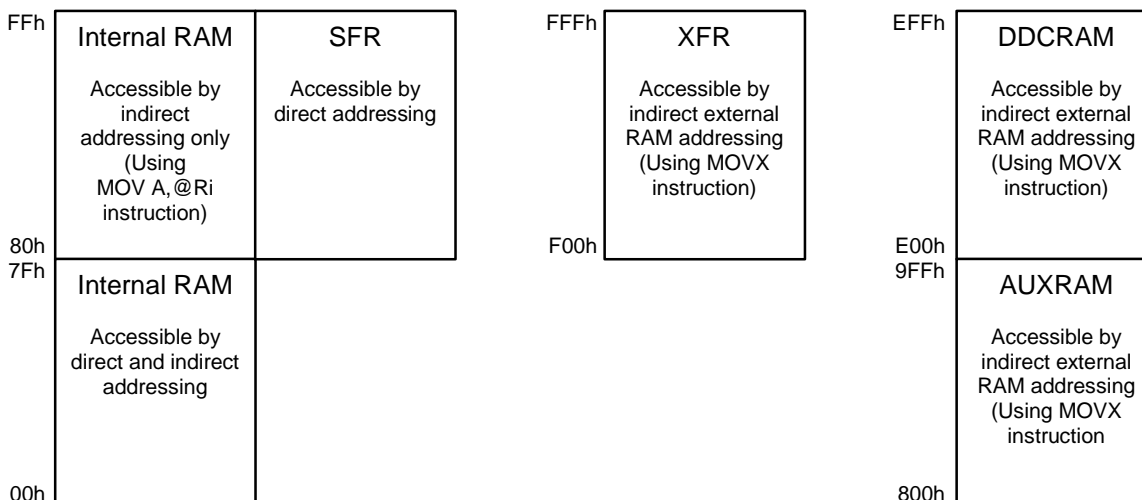 FFh
Internal RAM
Accessible by
indirect
addressing only
(Using
MOV A,@Ri
instruction)
80h
SFR
Accessible by
direct addressing
7Fh
Internal RAM
Accessible by
direct and indirect
addressing
00h
FFFh
XFR
Accessible by
indirect external
RAM addressing
(Using MOVX
instruction)
F00h
EFFh
DDCRAM
Accessible by
indirect external
RAM addressing
(Using MOVX
instruction)
E00h
9FFh
AUXRAM
Accessible by
indirect external
RAM addressing
(Using MOVX
instruction
800h